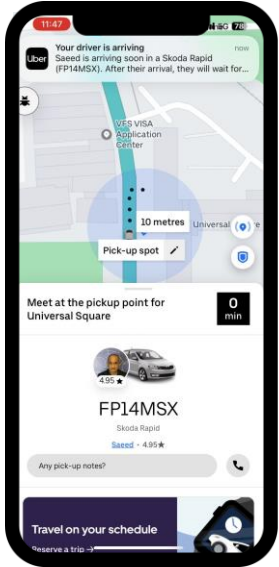 11:47
5G 78
Uber
Your driver is arriving
now
Saeed is arriving soon in a Skoda Rapid
(FP14MSX). After their arrival, they will wait for...
VFS VISA
Application
Center
10 metres
Universal
Pick-up spot
Meet at the pickup point for
Universal Square
0
min
4.95★
FP14MSX
Skoda Rapid
Saeed · 4.95★
Any pick-up notes?
Travel on your schedule
Reserve a trip →